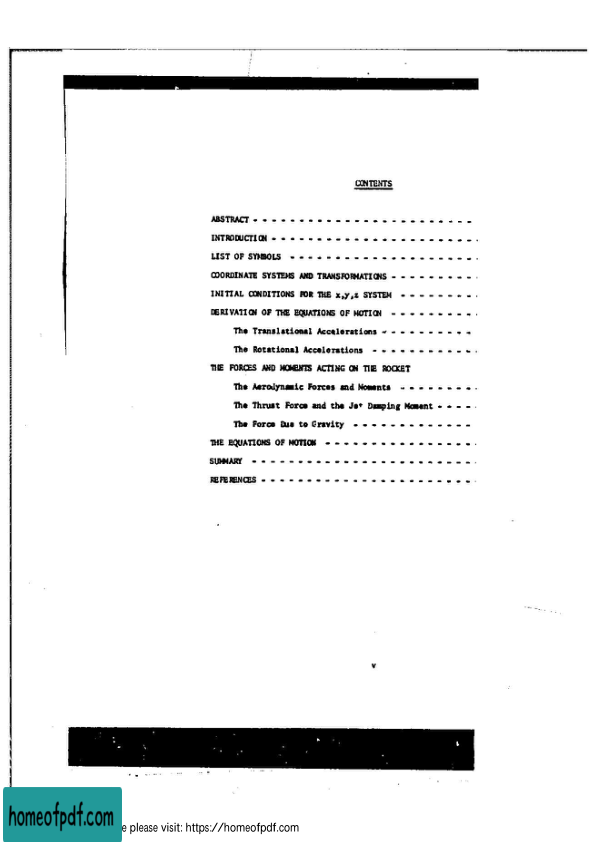 CONTENTS
ABSTRACT - - - - - - - - - - - - - - - - - - - - - - - -
INTRODUCTION - - - - - - - - - - - - - - - - - - - - - -
LIST OF SYMBOLS - - - - - - - - - - - - - - - - - - - - -
COORDINATE SYSTEMS AND TRANSFORMATIONS - - - - - - - - -
INITIAL CONDITIONS FOR THE x,y,z SYSTEM - - - - - - - -
DERIVATION OF THE EQUATIONS OF MOTION - - - - - - - - - -
The Translational Accelerations - - - - - - - - - -
The Rotational Accelerations - - - - - - - - - - - -
THE FORCES AND MOMENTS ACTING ON THE ROCKET
The Aerodynamic Forces and Moments - - - - - - - - -
The Thrust Force and the Jet Damping Moment - - - -
The Force Due to Gravity - - - - - - - - - - - - -
THE EQUATIONS OF MOTION - - - - - - - - - - - - - - - - -
SUMMARY - - - - - - - - - - - - - - - - - - - - - - - - -
REFERENCES - - - - - - - - - - - - - - - - - - - - - - -
v
homeofpdf.com
e please visit: https://homeofpdf.com